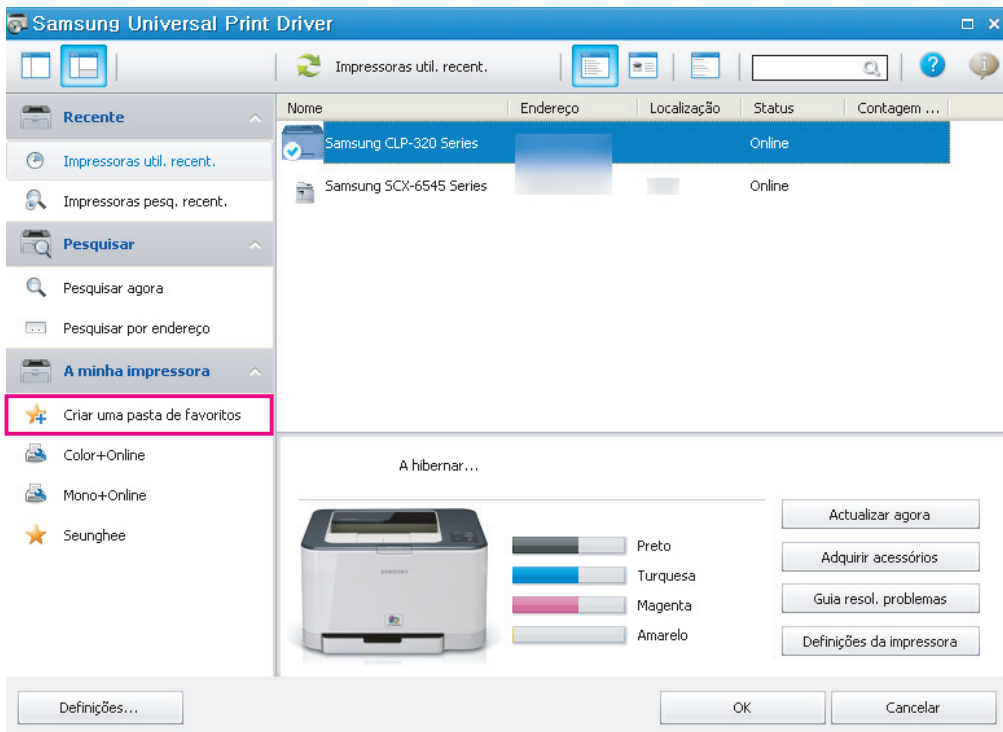 Samsung Universal Print Driver
Impressoras util. recent.
Recente
Impressoras util. recent.
Impressoras pesq. recent.
Pesquisar
Pesquisar agora
Pesquisar por endereço
A minha impressora
Criar uma pasta de favoritos
Color+Online
Mono+Online
Seunghee
Nome Endereço Localização Status Contagem ...
Samsung CLP-320 Series Online
Samsung SCX-6545 Series Online
A hibernar...
SAMSUNG
Preto
Turquesa
Magenta
Amarelo
Actualizar agora
Adquirir acessórios
Guia resol. problemas
Definições da impressora
Definições...
OK
Cancelar